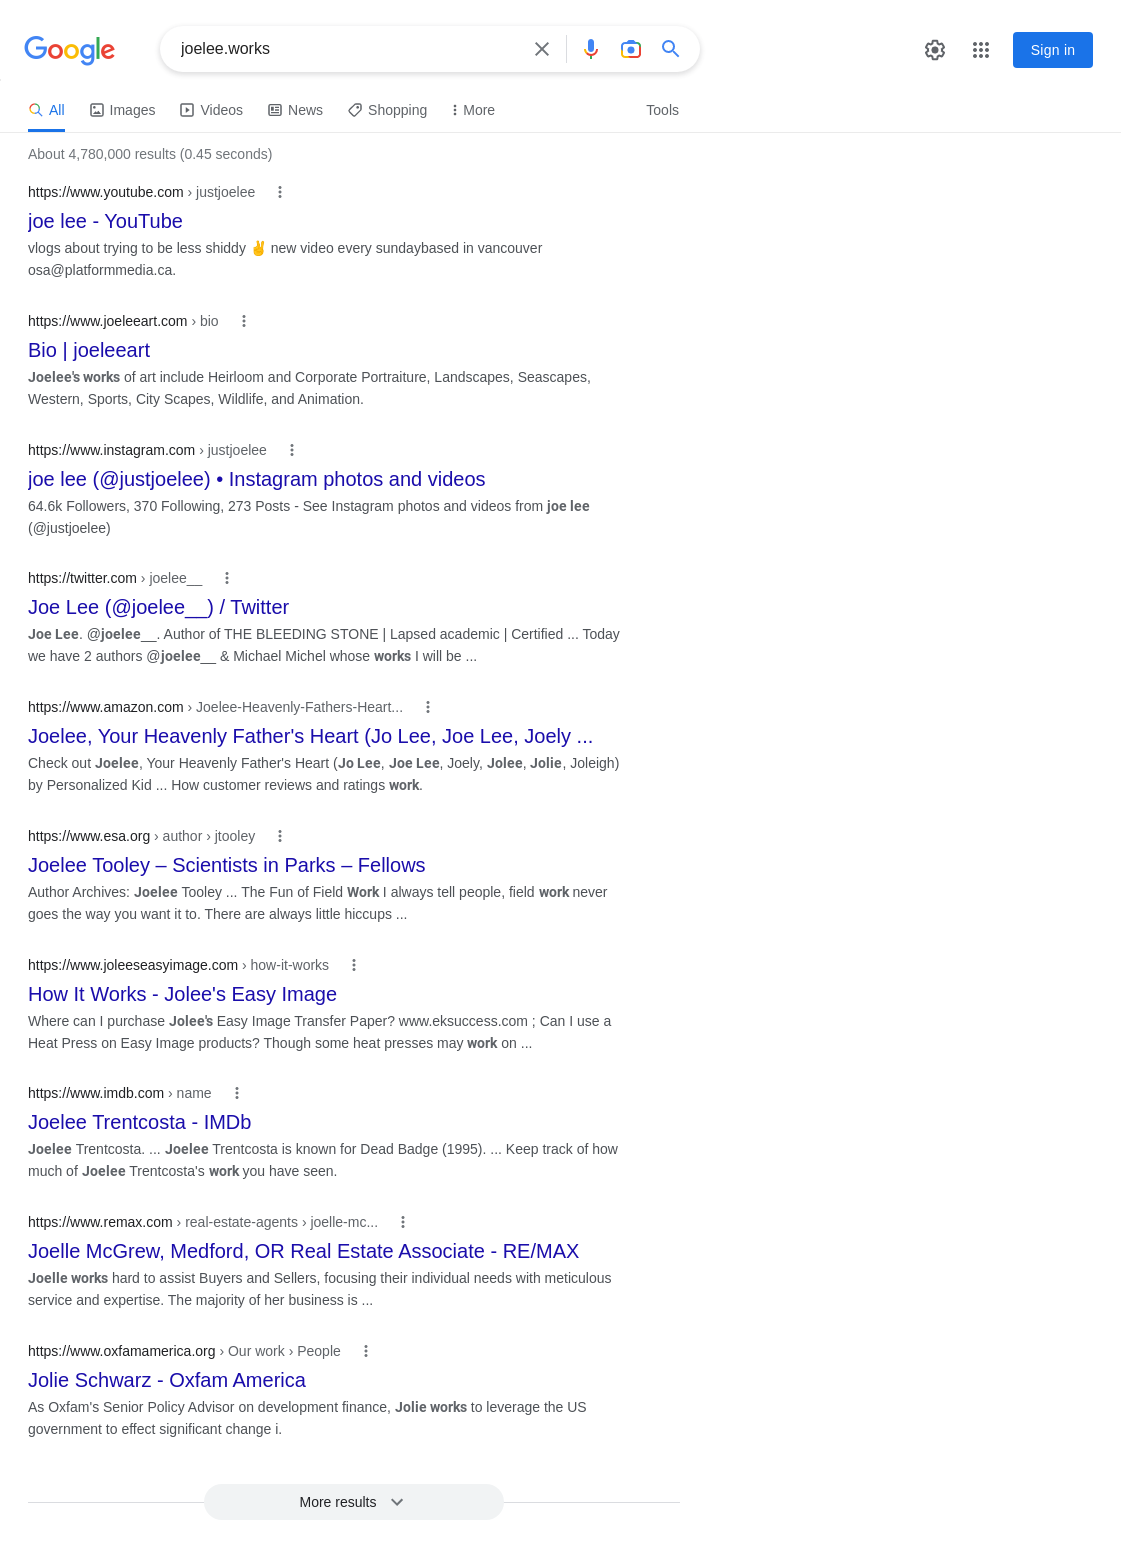 Google
joelee.works
Sign in
All
Images
Videos
News
Shopping
More
Tools
About 4,780,000 results (0.45 seconds)
https://www.youtube.com › justjoelee
joe lee - YouTube
vlogs about trying to be less shiddy ✌ new video every sundaybased in vancouver
osa@platformmedia.ca.
https://www.joeleeart.com › bio
Bio | joeleeart
Joelee's works of art include Heirloom and Corporate Portraiture, Landscapes, Seascapes,
Western, Sports, City Scapes, Wildlife, and Animation.
https://www.instagram.com › justjoelee
joe lee (@justjoelee) • Instagram photos and videos
64.6k Followers, 370 Following, 273 Posts - See Instagram photos and videos from joe lee
(@justjoelee)
https://twitter.com › joelee__
Joe Lee (@joelee__) / Twitter
Joe Lee. @joelee__. Author of THE BLEEDING STONE | Lapsed academic | Certified ... Today
we have 2 authors @joelee__ & Michael Michel whose works I will be ...
https://www.amazon.com › Joelee-Heavenly-Fathers-Heart...
Joelee, Your Heavenly Father's Heart (Jo Lee, Joe Lee, Joely ...
Check out Joelee, Your Heavenly Father's Heart (Jo Lee, Joe Lee, Joely, Jolee, Jolie, Joleigh)
by Personalized Kid ... How customer reviews and ratings work.
https://www.esa.org › author › jtooley
Joelee Tooley – Scientists in Parks – Fellows
Author Archives: Joelee Tooley ... The Fun of Field Work I always tell people, field work never
goes the way you want it to. There are always little hiccups ...
https://www.joleeseasyimage.com › how-it-works
How It Works - Jolee's Easy Image
Where can I purchase Jolee's Easy Image Transfer Paper? www.eksuccess.com ; Can I use a
Heat Press on Easy Image products? Though some heat presses may work on ...
https://www.imdb.com › name
Joelee Trentcosta - IMDb
Joelee Trentcosta. ... Joelee Trentcosta is known for Dead Badge (1995). ... Keep track of how
much of Joelee Trentcosta's work you have seen.
https://www.remax.com › real-estate-agents › joelle-mc...
Joelle McGrew, Medford, OR Real Estate Associate - RE/MAX
Joelle works hard to assist Buyers and Sellers, focusing their individual needs with meticulous
service and expertise. The majority of her business is ...
https://www.oxfamamerica.org › Our work › People
Jolie Schwarz - Oxfam America
As Oxfam's Senior Policy Advisor on development finance, Jolie works to leverage the US
government to effect significant change i.
More results